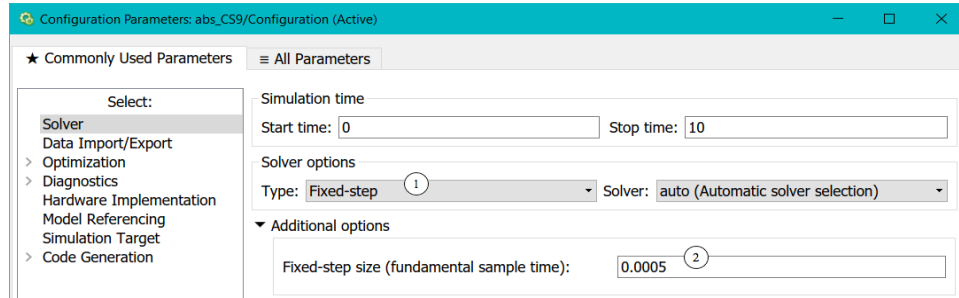 Configuration Parameters: abs_CS9/Configuration (Active)
★ Commonly Used Parameters ≡ All Parameters
Select:
Solver
Data Import/Export
Optimization
Diagnostics
Hardware Implementation
Model Referencing
Simulation Target
Code Generation
Simulation time
Start time: 0 Stop time: 10
Solver options
Type: Fixed-step 1 Solver: auto (Automatic solver selection)
Additional options
Fixed-step size (fundamental sample time): 0.0005 2